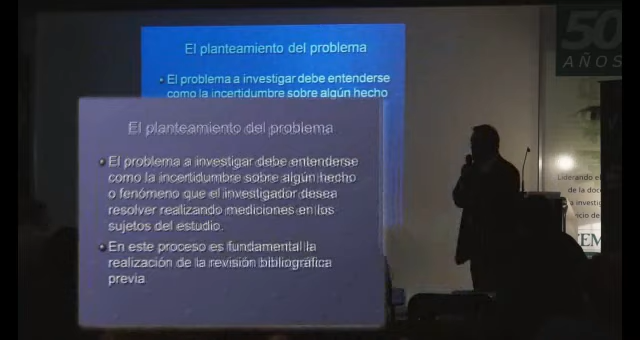 50
AÑOS
El planteamiento del problema
• El problema a investigar debe entenderse
como la incertidumbre sobre algún hecho
El planteamiento del problema
• El problema a investigar debe entenderse
como la incertidumbre sobre algún hecho
o fenómeno que el investigador desea
resolver realizando mediciones en los
sujetos del estudio.
• En este proceso es fundamental la
realización de la revisión bibliográfica
previa
Liderando el
de la doc